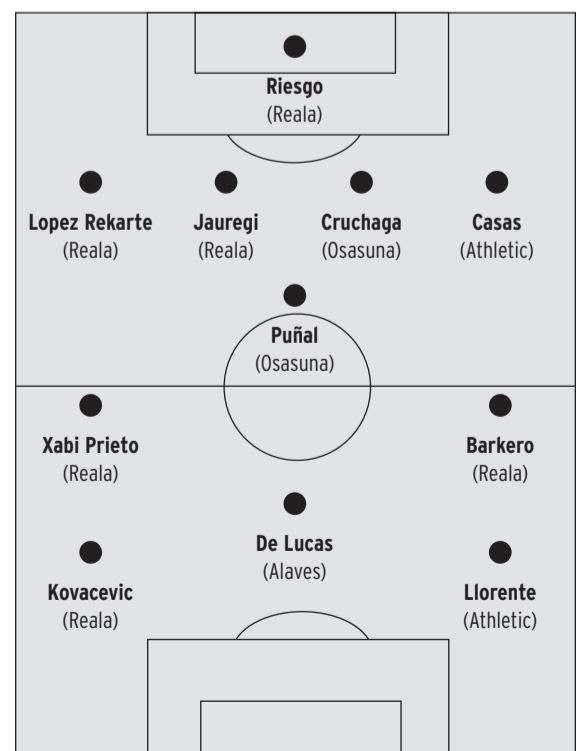 Riesgo
(Reala)
Lopez Rekarte
(Reala)
Jauregi
(Reala)
Cruchaga
(Osasuna)
Casas
(Athletic)
Puñal
(Osasuna)
Xabi Prieto
(Reala)
Barkero
(Reala)
De Lucas
(Alaves)
Kovacevic
(Reala)
Llorente
(Athletic)